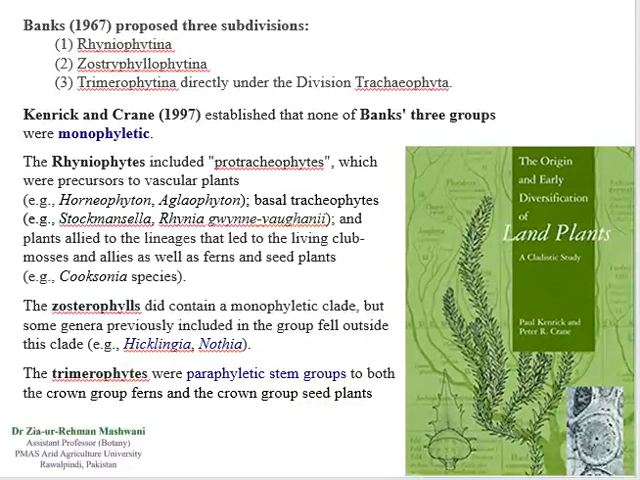 Banks (1967) proposed three subdivisions:
(1) Rhyniophytina
(2) Zostryphyllophytina
(3) Trimerophytina directly under the Division Trachaeophyta.
Kenrick and Crane (1997) established that none of Banks' three groups
were monophyletic.
The Rhyniophytes included "protracheophytes", which
were precursors to vascular plants
(e.g., Horneophyton, Aglaophyton); basal tracheophytes
(e.g., Stockmansella, Rhynia gwynne-vaughanii); and
plants allied to the lineages that led to the living club-
mosses and allies as well as ferns and seed plants
(e.g., Cooksonia species).
The zosterophylls did contain a monophyletic clade, but
some genera previously included in the group fell outside
this clade (e.g., Hicklingia, Nothia).
The trimerophytes were paraphyletic stem groups to both
the crown group ferns and the crown group seed plants
The Origin
and Early
Diversification
of
Land Plants
A Cladistic Study
Paul Kenrick and
Peter R. Crane
Dr Zia-ur-Rehman Mashwani
Assistant Professor (Botany)
PMAS Arid Agriculture University
Rawalpindi, Pakistan